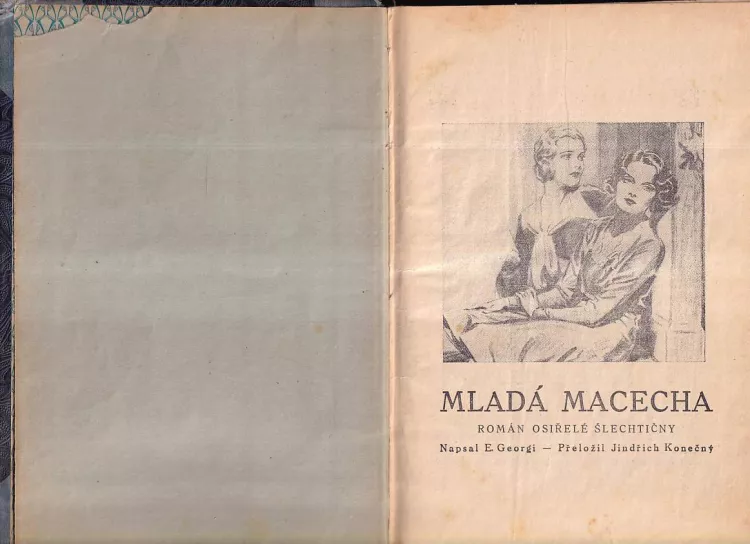 MLADÁ MACECHA
ROMÁN OSIŘELÉ ŠLECHTIČNY
Napsal E. Georgi — Přeložil Jindřich Konečný